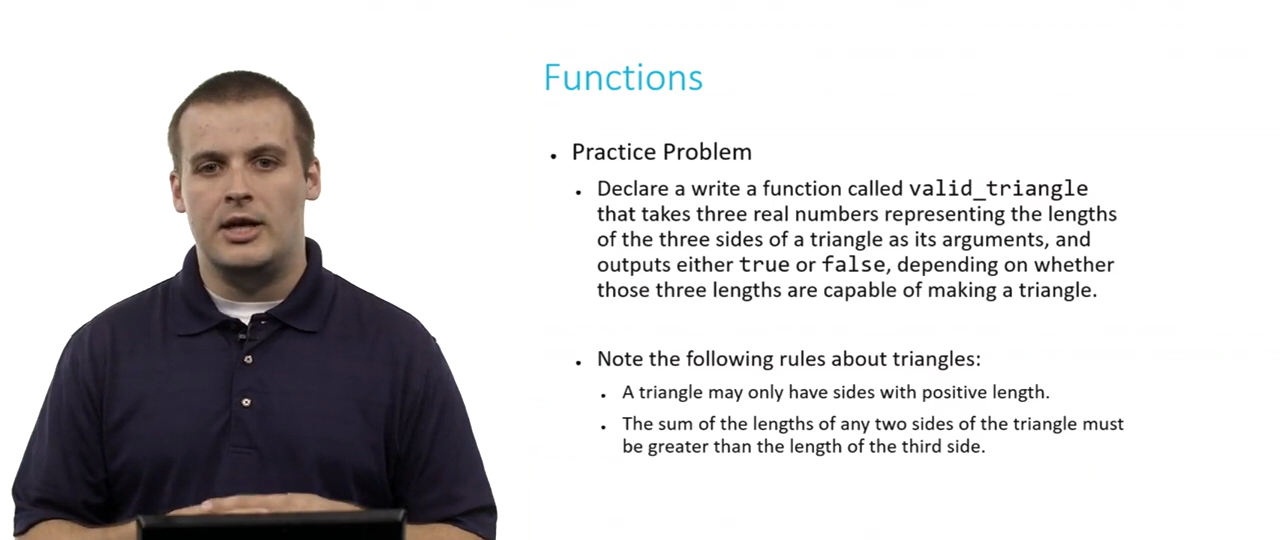 Functions
• Practice Problem
• Declare a write a function called valid_triangle
that takes three real numbers representing the lengths
of the three sides of a triangle as its arguments, and
outputs either true or false, depending on whether
those three lengths are capable of making a triangle.
• Note the following rules about triangles:
• A triangle may only have sides with positive length.
• The sum of the lengths of any two sides of the triangle must
be greater than the length of the third side.